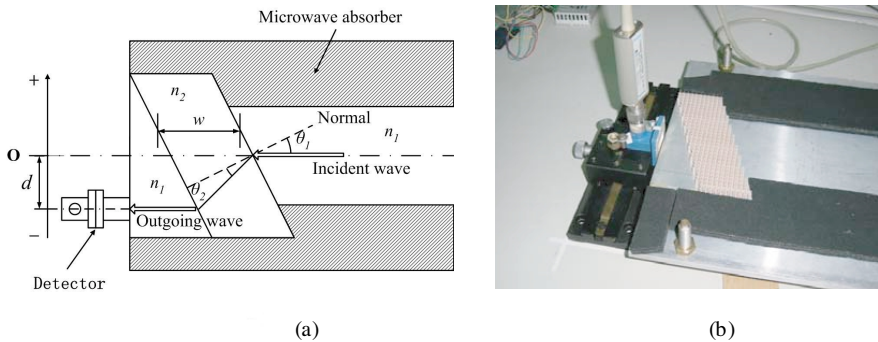 Microwave absorber
+
n2
w
Normal
θ1
n1
O
Incident wave
d
n1
θ2
Outgoing wave
−
Detector
(a)
(b)